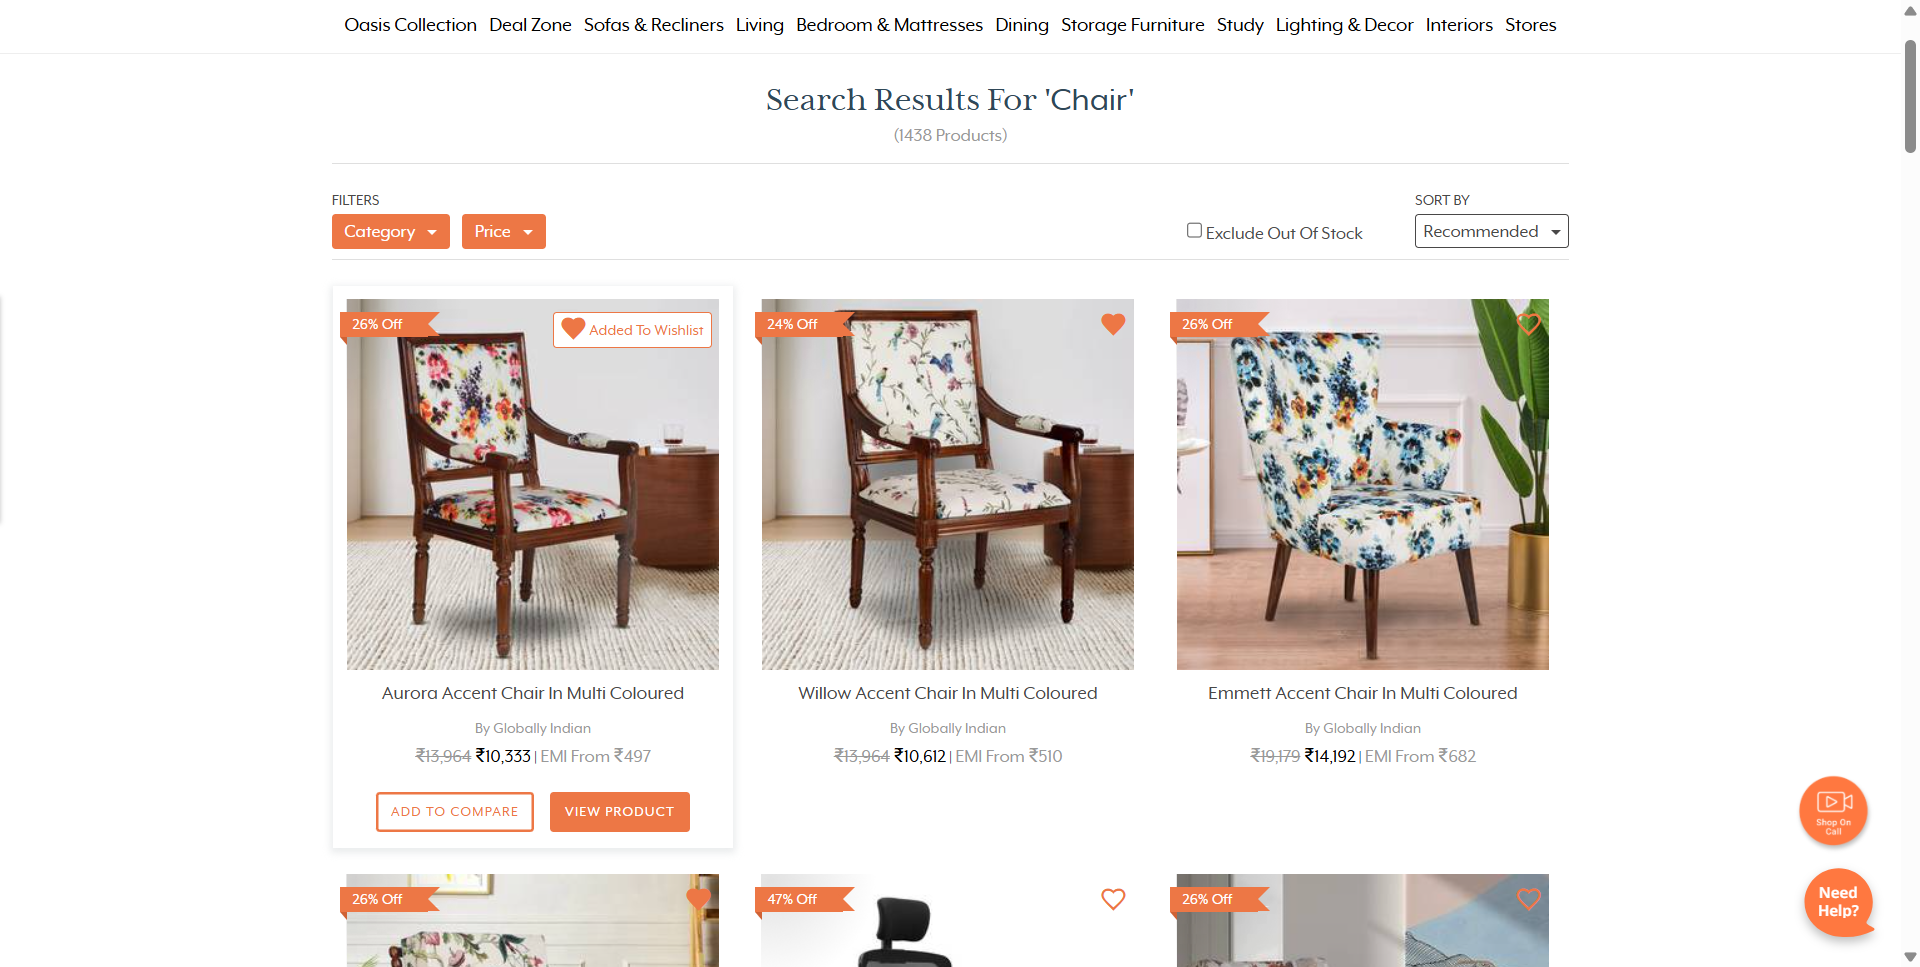 Oasis Collection Deal Zone Sofas & Recliners Living Bedroom & Mattresses Dining Storage Furniture Study Lighting & Decor Interiors Stores
Search Results For 'Chair'
(1438 Products)
FILTERS
SORT BY
Category Price
Exclude Out Of Stock
Recommended
26% Off
Added To Wishlist
24% Off
26% Off
Aurora Accent Chair In Multi Coloured
By Globally Indian
₹13,964 ₹10,333 | EMI From ₹497
ADD TO COMPARE
VIEW PRODUCT
Willow Accent Chair In Multi Coloured
By Globally Indian
₹13,964 ₹10,612 | EMI From ₹510
Emmett Accent Chair In Multi Coloured
By Globally Indian
₹19,179 ₹14,192 | EMI From ₹682
Shop On
Call
26% Off
47% Off
26% Off
Need
Help?